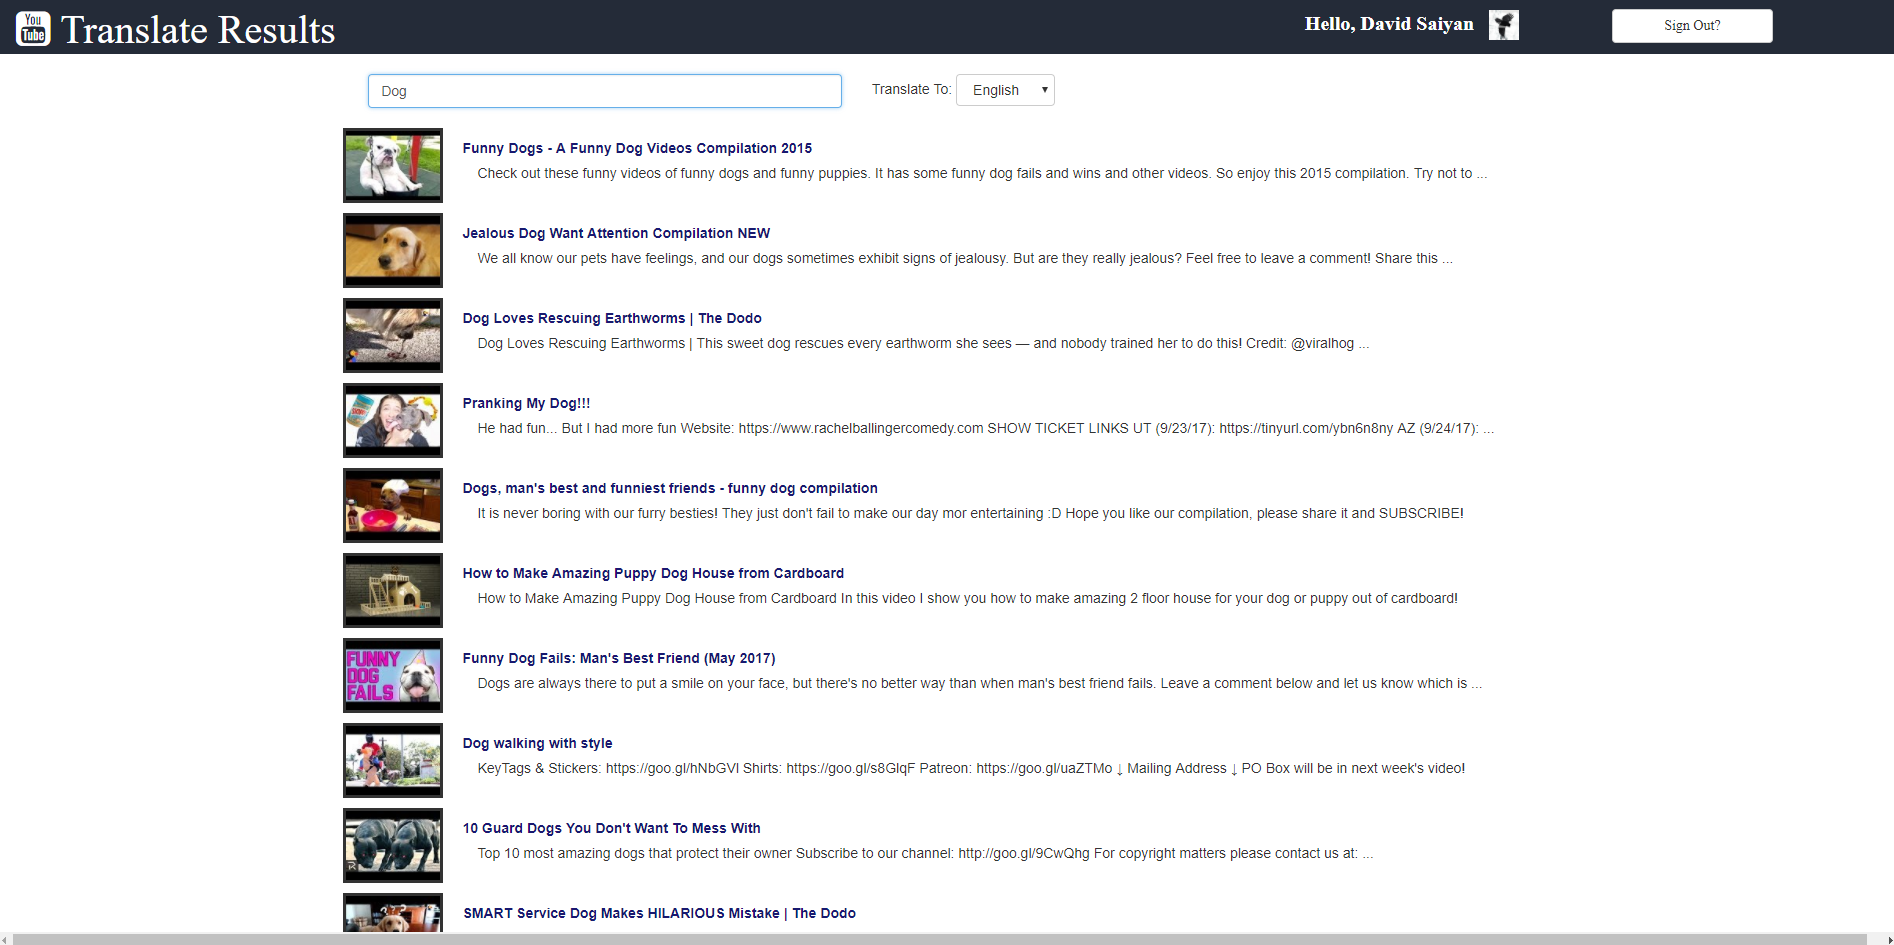 You
Tube
Translate Results
Hello, David Saiyan
Sign Out?
Dog
Translate To:
English
Funny Dogs - A Funny Dog Videos Compilation 2015
Check out these funny videos of funny dogs and funny puppies. It has some funny dog fails and wins and other videos. So enjoy this 2015 compilation. Try not to ...
Jealous Dog Want Attention Compilation NEW
We all know our pets have feelings, and our dogs sometimes exhibit signs of jealousy. But are they really jealous? Feel free to leave a comment! Share this ...
Dog Loves Rescuing Earthworms | The Dodo
Dog Loves Rescuing Earthworms | This sweet dog rescues every earthworm she sees — and nobody trained her to do this! Credit: @viralhog ...
Pranking My Dog!!!
He had fun... But I had more fun Website: https://www.rachelballingercomedy.com SHOW TICKET LINKS UT (9/23/17): https://tinyurl.com/ybn6n8ny AZ (9/24/17): ...
Dogs, man's best and funniest friends - funny dog compilation
It is never boring with our furry besties! They just don't fail to make our day mor entertaining :D Hope you like our compilation, please share it and SUBSCRIBE!
How to Make Amazing Puppy Dog House from Cardboard
How to Make Amazing Puppy Dog House from Cardboard In this video I show you how to make amazing 2 floor house for your dog or puppy out of cardboard!
FUNNY
DOG
FAILS
Funny Dog Fails: Man's Best Friend (May 2017)
Dogs are always there to put a smile on your face, but there's no better way than when man's best friend fails. Leave a comment below and let us know which is ...
Dog walking with style
KeyTags & Stickers: https://goo.gl/hNbGVl Shirts: https://goo.gl/s8GlqF Patreon: https://goo.gl/uaZTMo ↓ Mailing Address ↓ PO Box will be in next week's video!
10 Guard Dogs You Don't Want To Mess With
Top 10 most amazing dogs that protect their owner Subscribe to our channel: http://goo.gl/9CwQhg For copyright matters please contact us at: ...
SMART Service Dog Makes HILARIOUS Mistake | The Dodo